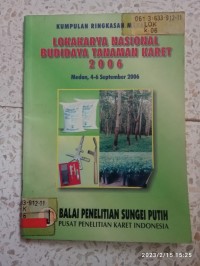 KUMPULAN RINGKASAN M
LOKAKARYA NASIONAL
BUDIDAYA TANAMAN KARET
2006
Medan, 4-6 September 2006
BALAI PENELITIAN SUNGEI PUTIH
PUSAT PENELITIAN KARET INDONESIA
2023/2/15 15:25